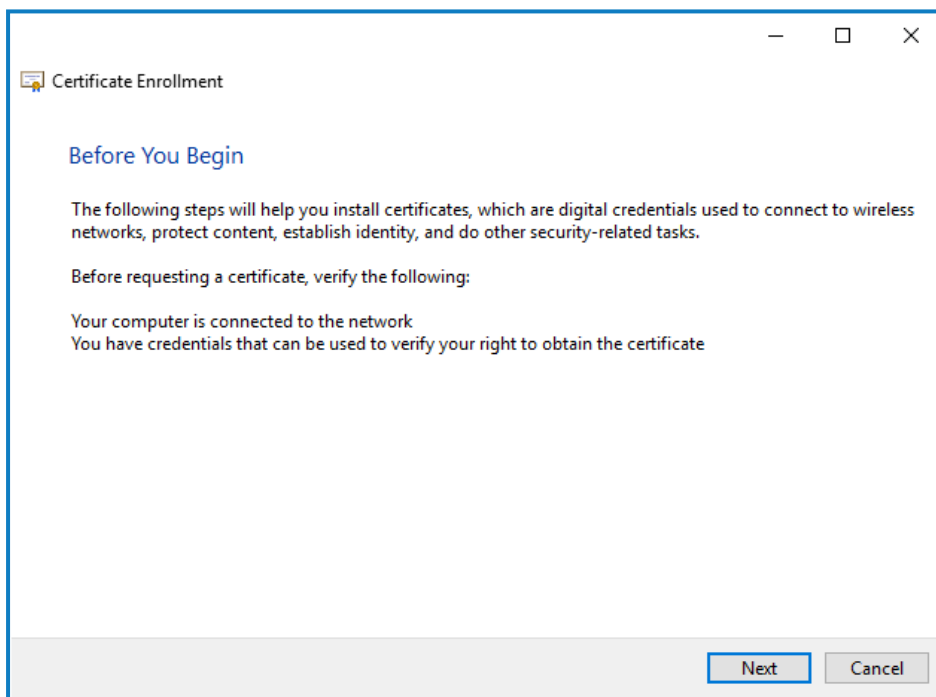 Certificate Enrollment
Before You Begin
The following steps will help you install certificates, which are digital credentials used to connect to wireless
networks, protect content, establish identity, and do other security-related tasks.
Before requesting a certificate, verify the following:
Your computer is connected to the network
You have credentials that can be used to verify your right to obtain the certificate
Next
Cancel